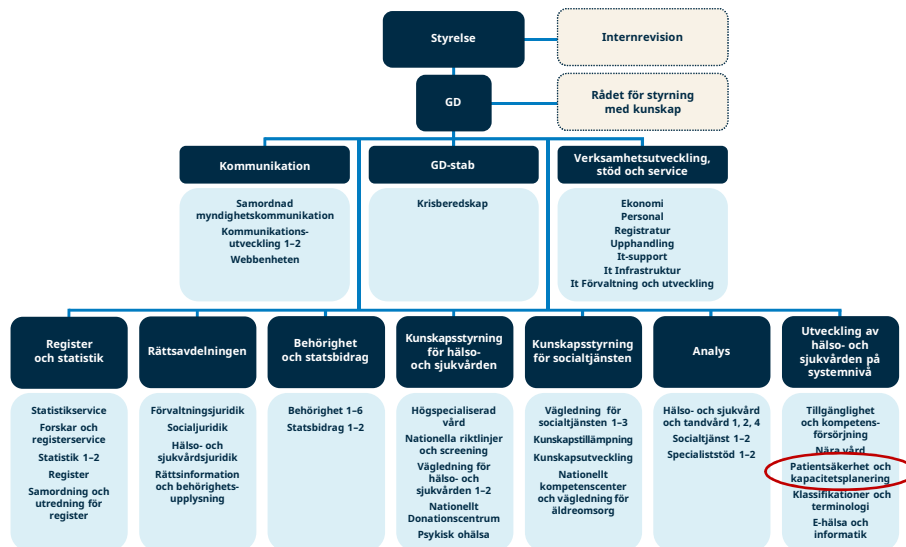 Styrelse
Internrevision
GD
Rådet för styrning
med kunskap
Kommunikation
GD-stab
Verksamhetsutveckling,
stöd och service
Samordnad
myndighetskommunikation
Kommunikations-
utveckling 1–2
Webbenheten
Krisberedskap
Ekonomi
Personal
Registratur
Upphandling
It-support
It Infrastruktur
It Förvaltning och utveckling
Register
och statistik
Rättsavdelningen
Behörighet
och statsbidrag
Kunskapsstyrning
för hälso-
och sjukvården
Kunskapsstyrning
för socialtjänsten
Analys
Utveckling av
hälso- och
sjukvården på
systemnivå
Statistikservice
Forskar och
registerservice
Statistik 1–2
Register
Samordning och
utredning för
register
Förvaltningsjuridik
Socialjuridik
Hälso- och
sjukvårdsjuridik
Rättsinformation
och behörighets-
upplysning
Behörighet 1–6
Statsbidrag 1–2
Högspecialiserad
vård
Nationella riktlinjer
och screening
Vägledning för
hälso- och
sjukvården 1–2
Nationellt
Donationscentrum
Psykisk ohälsa
Vägledning för
socialtjänsten 1–3
Kunskapstillämpning
Kunskapsutveckling
Nationellt
kompetenscenter
och vägledning för
äldreomsorg
Hälso- och sjukvård
och tandvård 1, 2, 4
Socialtjänst 1–2
Specialiststöd 1–2
Tillgänglighet
och kompetens-
försörjning
Nära vård
Patientsäkerhet och
kapacitetsplanering
Klassifikationer och
terminologi
E-hälsa och
informatik